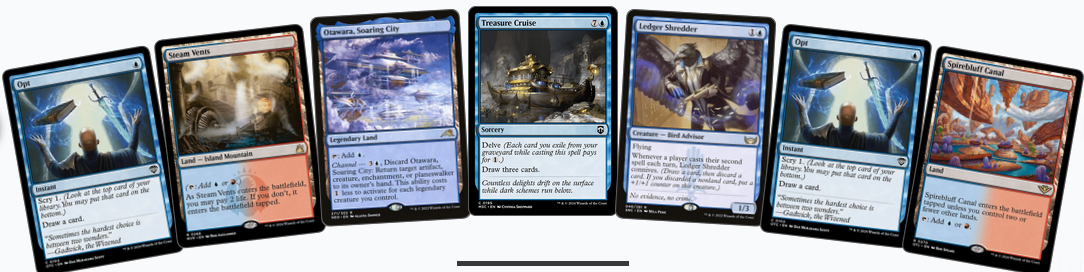 Opt
Instant
Scry 1. (Look at the top card of your
library. You may put that card on the
bottom.)
Draw a card.
"Sometimes the hardest choice is
between two wonders."
—Gadwick, the Wizened
Steam Vents
Land — Island Mountain
: Add or .
As Steam Vents enters the battlefield,
you may pay 2 life. If you don't, it
enters the battlefield tapped.
Otawara, Soaring City
Legendary Land
: Add .
Channel — 3 , Discard Otawara,
Soaring City: Return target artifact,
creature, enchantment, or planeswalker
to its owner's hand. This ability costs
1 less to activate for each legendary
creature you control.
Treasure Cruise
7
Sorcery
Delve (Each card you exile from your
graveyard while casting this spell pays
for 1.)
Draw three cards.
Gauntless delights drift on the surface
while dark schemes run below.
Ledger Shredder
1
Creature — Bird Advisor
Flying
Whenever a player casts their second
spell each turn, Ledger Shredder
connives. (Draw a card, then discard
a card. If you discarded a nonland card, put a
+1/+1 counter on this creature.)
No evidence, no crime.
1/3
Opt
Instant
Scry 1. (Look at the top card of your
library. You may put that card on the
bottom.)
Draw a card.
"Sometimes the hardest choice is
between two wonders."
—Gadwick, the Wizened
Spirebluff Canal
Land
Spirebluff Canal enters the battlefield
tapped unless you control two or
fewer other lands.
: Add or .